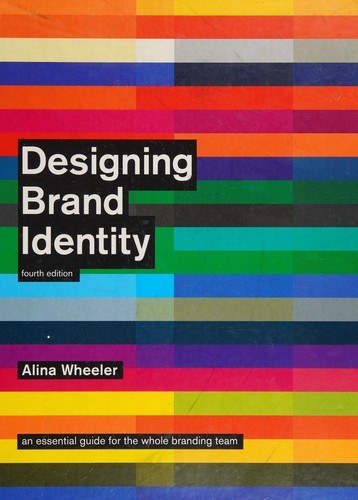 Designing
Brand
Identity
fourth edition
Alina Wheeler
an essential guide for the whole branding team